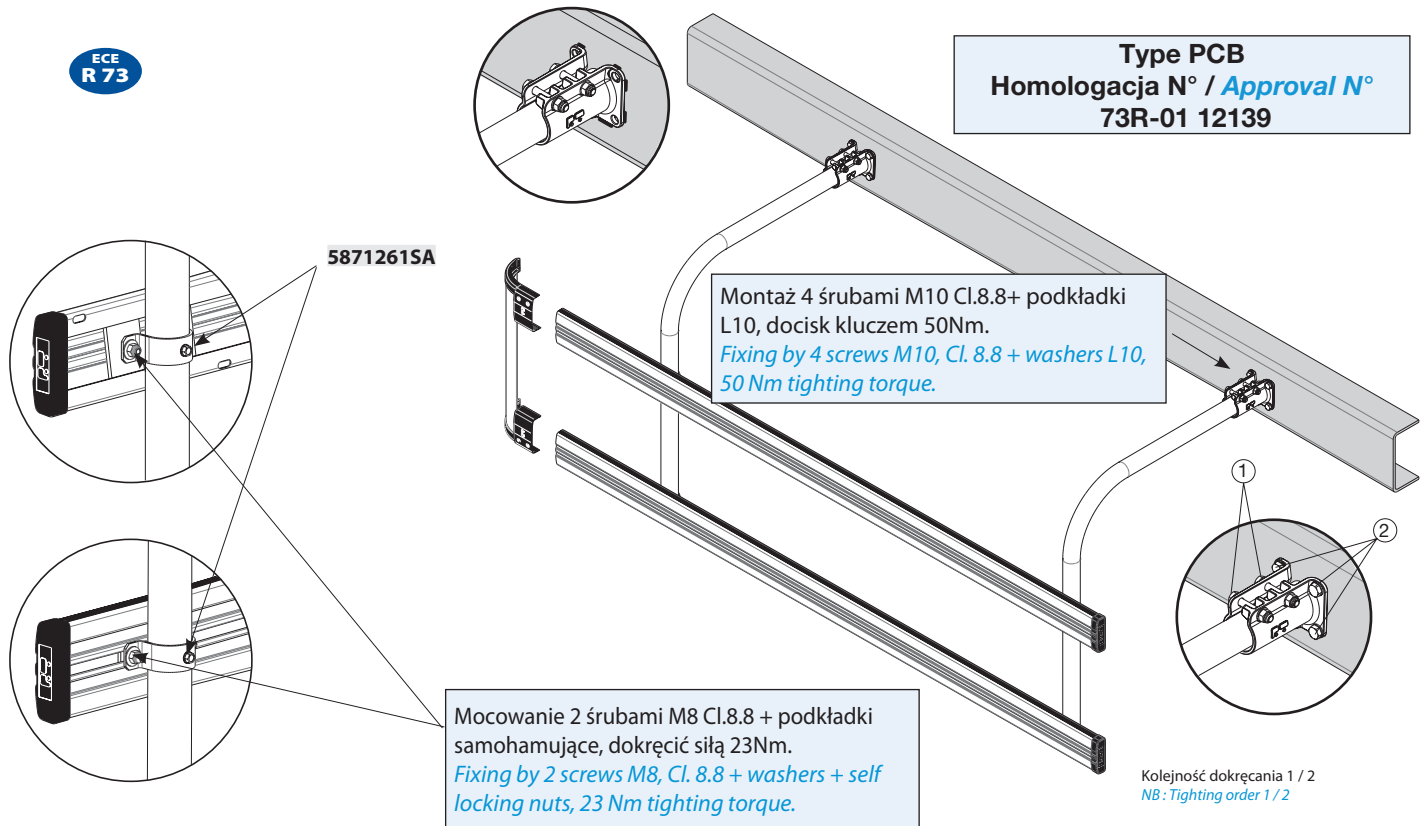 ECE
R 73
Type PCB
Homologacja N° / Approval N°
73R-01 12139
5871261SA
Montaż 4 śrubami M10 Cl.8.8+ podkładki
L10, docisk kluczem 50Nm.
Fixing by 4 screws M10, Cl. 8.8 + washers L10,
50 Nm tighting torque.
1
2
Mocowanie 2 śrubami M8 Cl.8.8 + podkładki
samohamujące, dokręcić siłą 23Nm.
Fixing by 2 screws M8, Cl. 8.8 + washers + self
locking nuts, 23 Nm tighting torque.
Kolejność dokręcania 1 / 2
NB : Tighting order 1 / 2